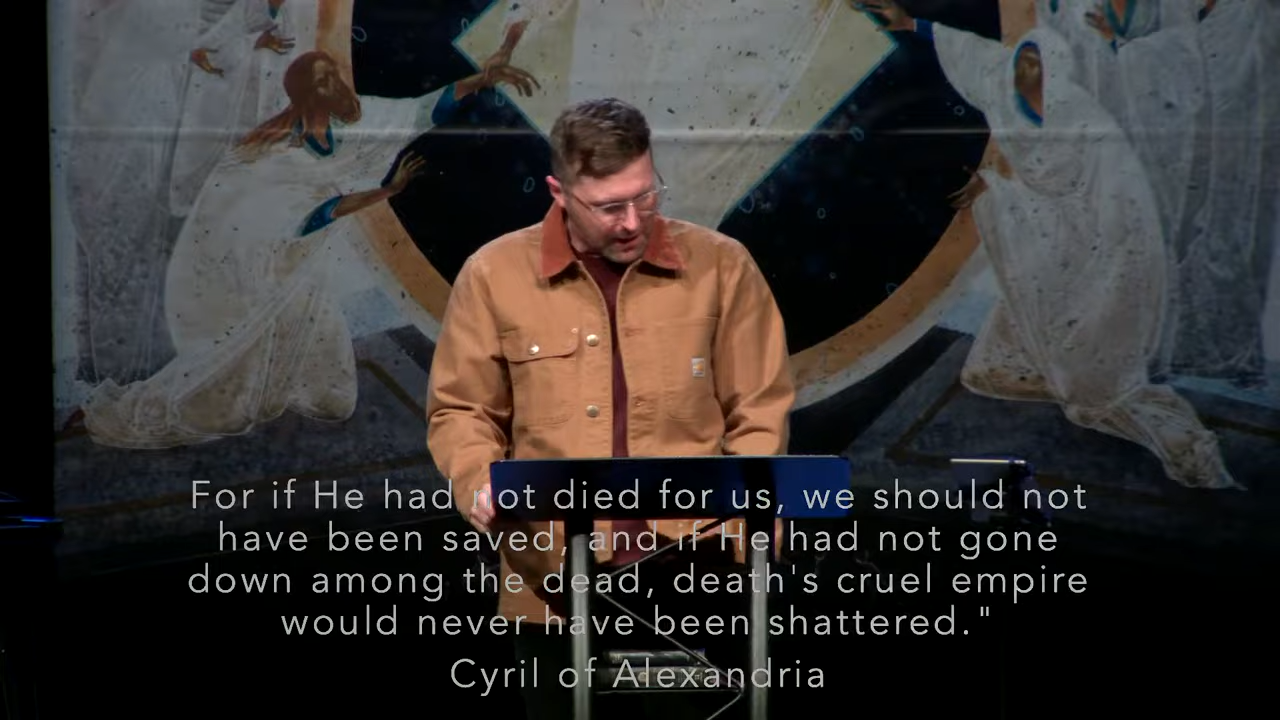 For if He had not died for us, we should not
have been saved, and if He had not gone
down among the dead, death's cruel empire
would never have been shattered."
Cyril of Alexandria